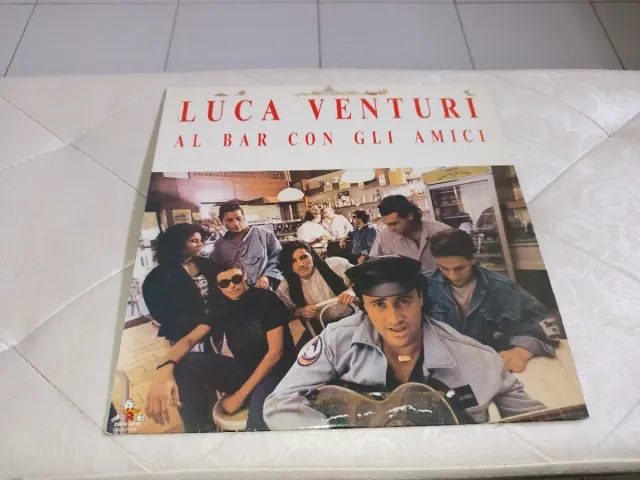 LUCA VENTURI
AL BAR CON GLI AMICI